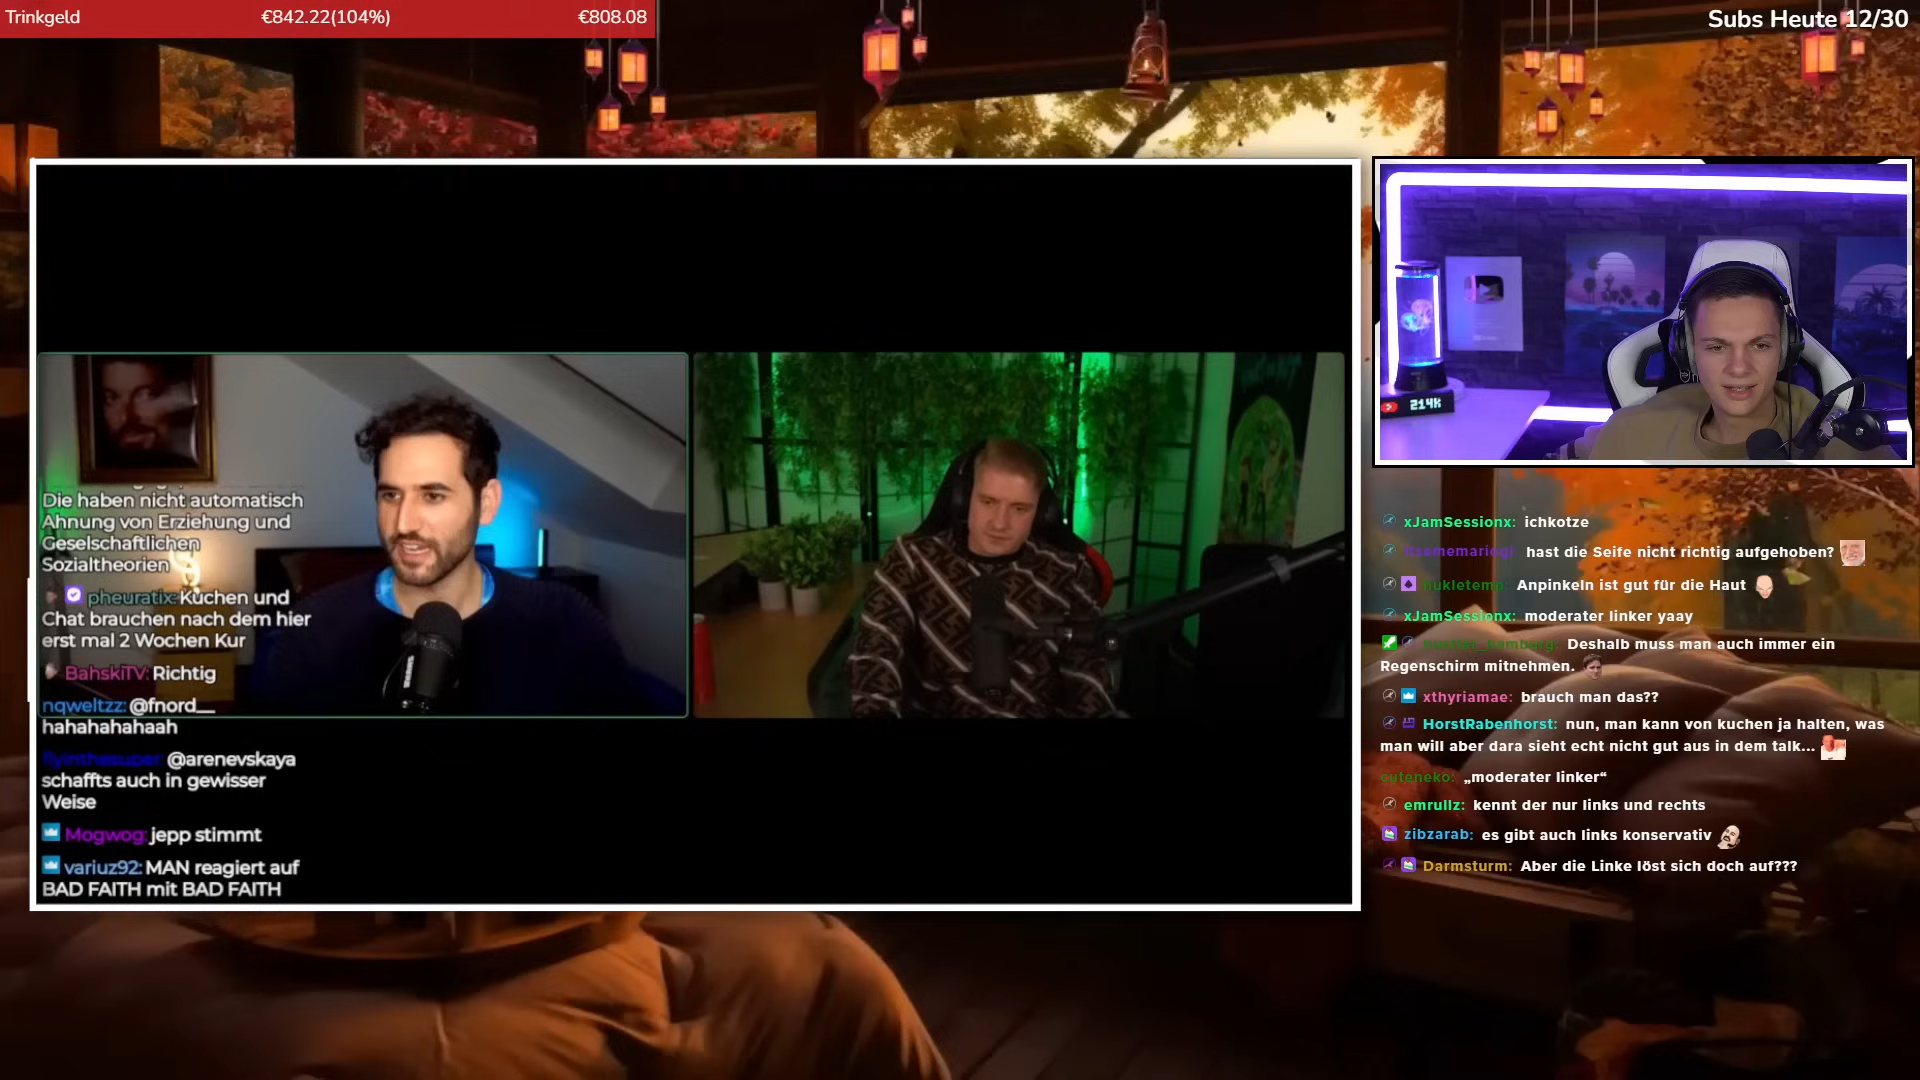 Trinkgeld €842.22(104%) €808.08
Subs Heute 12/30
Die haben nicht automatisch
Ahnung von Erziehung und
Geselschaftlichen
Sozialtheorien
pheuratix: Kuchen und
Chat brauchen nach dem hier
erst mal 2 Wochen Kur
BahskiTV: Richtig
nqweltzz: @fnord__
hahahahahaah
flyinthesuper: @arenevskaya
schaffts auch in gewisser
Weise
Mogwog: jepp stimmt
variuz92: MAN reagiert auf
BAD FAITH mit BAD FAITH
214K
xJamSessionx: ichkotze
itsamemariogi: hast die Seife nicht richtig aufgehoben?
nukletemp: Anpinkeln ist gut für die Haut
xJamSessionx: moderater linker yaay
Deshalb muss man auch immer ein
Regenschirm mitnehmen.
xthyriamae: brauch man das??
HorstRabenhorst: nun, man kann von kuchen ja halten, was
man will aber dara sieht echt nicht gut aus in dem talk...
cuteneko: „moderater linker“
emrullz: kennt der nur links und rechts
zibzarab: es gibt auch links konservativ
Darmsturm: Aber die Linke löst sich doch auf???